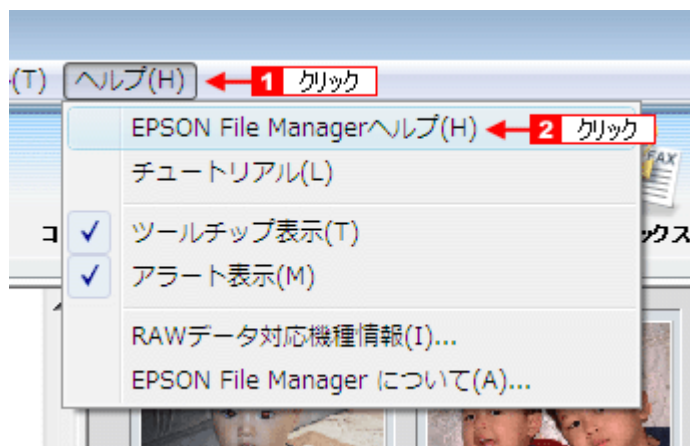 (T) ヘルプ(H) 1 クリック
EPSON File Managerヘルプ(H) 2 クリック
チュートリアル(L)
FAX
コ ツールチップ表示(T) ックス
アラート表示(M)
RAWデータ対応機種情報(I)...
EPSON File Manager について(A)...